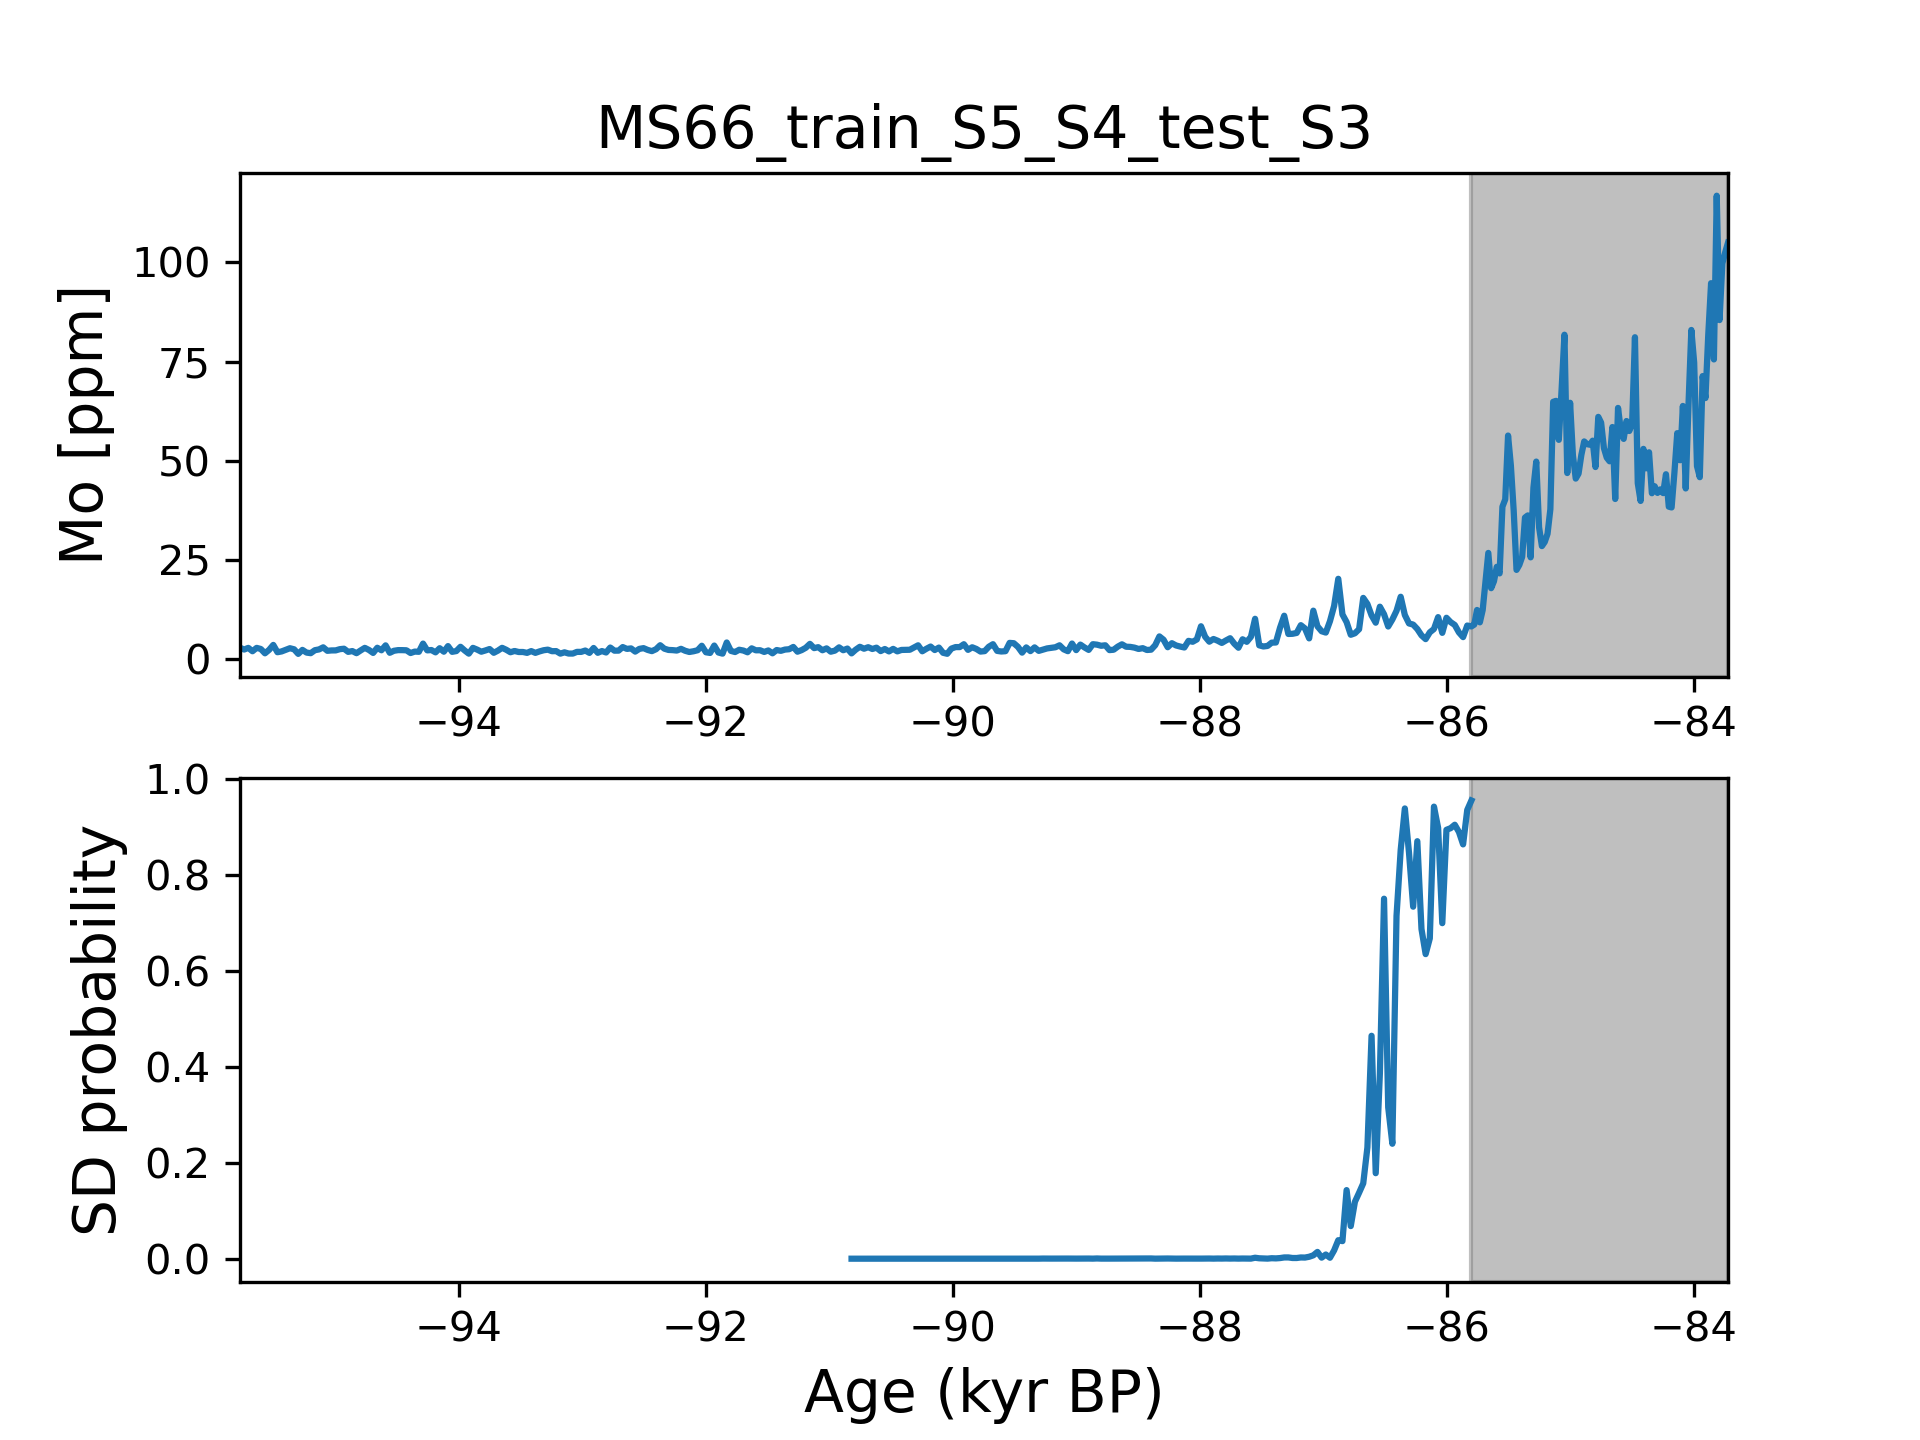 MS66_train_S5_S4_test_S3
Mo [ppm]
100
75
50
25
0
−94 −92 −90 −88 −86 −84
SD probability
1.0
0.8
0.6
0.4
0.2
0.0
−94 −92 −90 −88 −86 −84
Age (kyr BP)